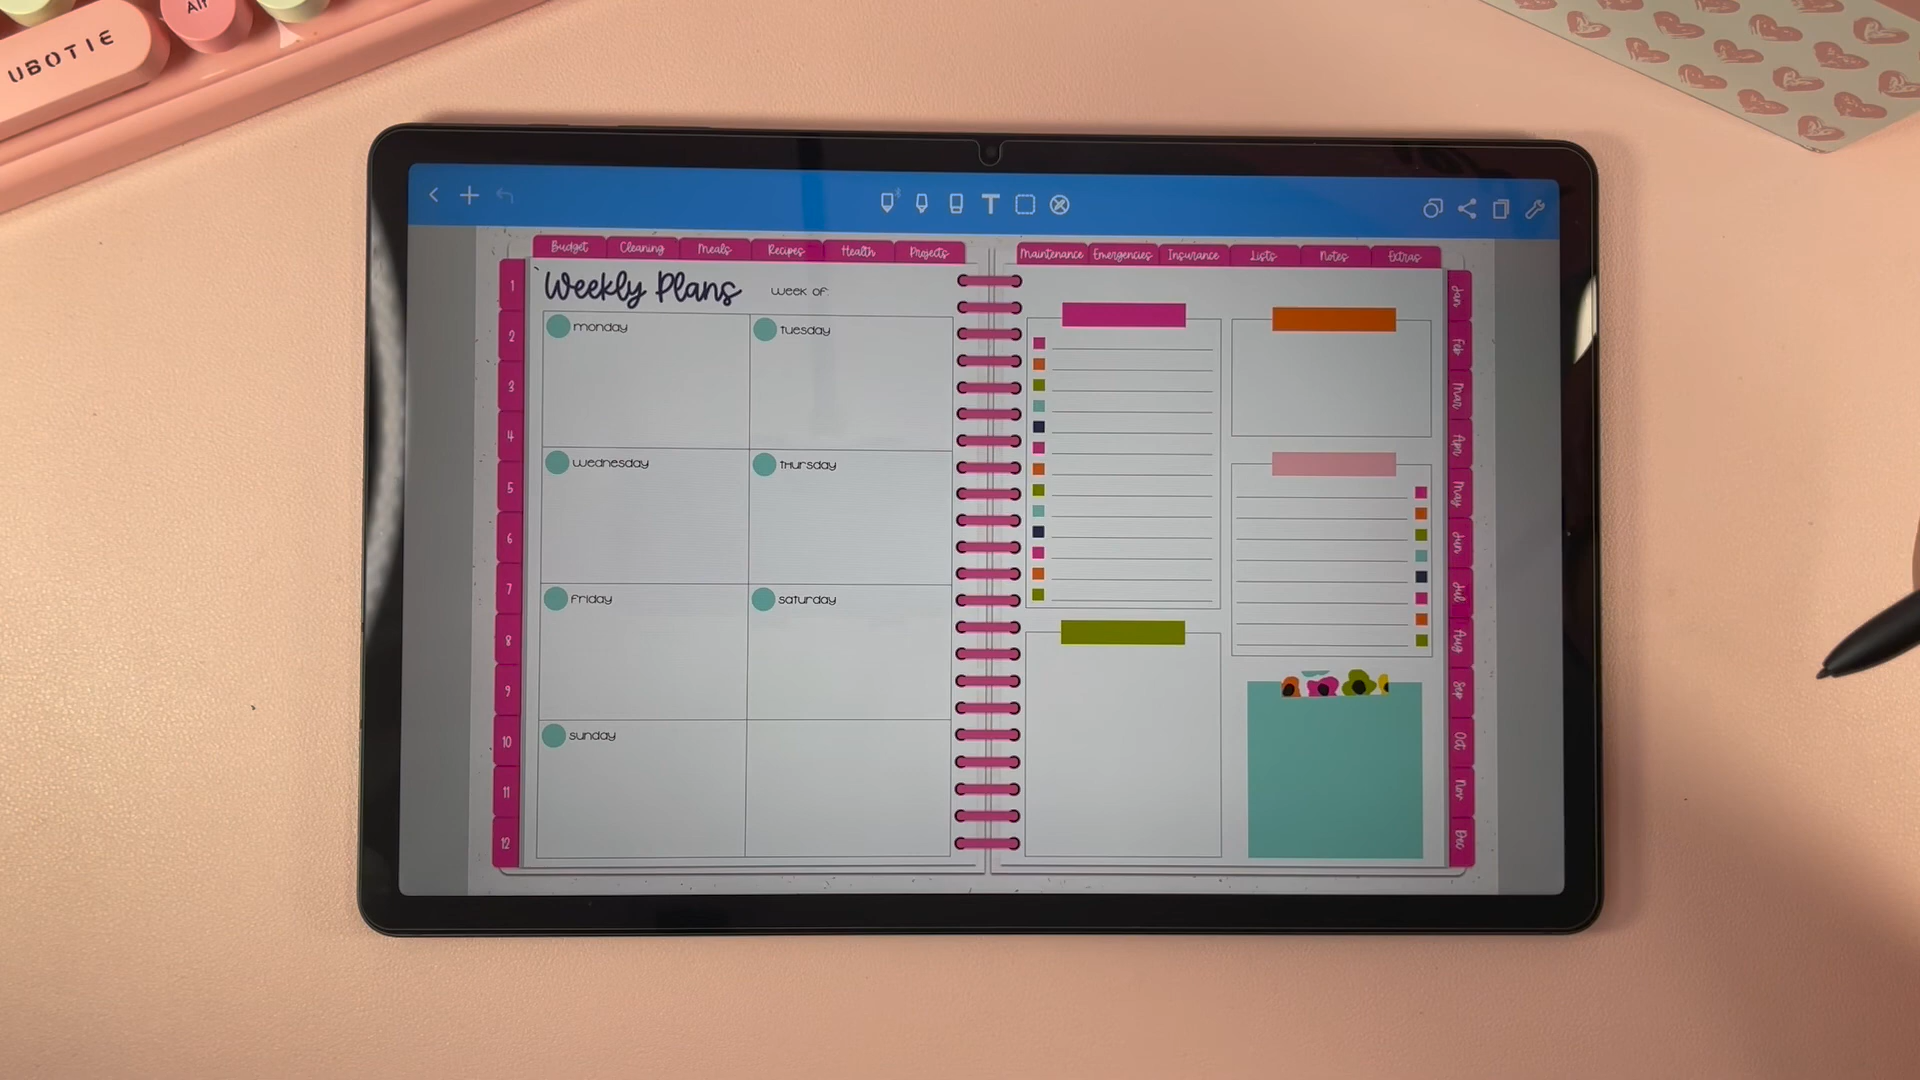 UBOTIE
Alt
Budget Cleaning Meals Recipes Health Projects
Maintenance Emergencies Insurance Lists Notes Extras
Weekly Plans
week of:
monday
tuesday
wednesday
thursday
friday
saturday
sunday
1
2
3
4
5
6
7
8
9
10
11
12
Jan
Feb
Mar
Apr
May
Jun
Jul
Aug
Sep
Oct
Nov
Dec